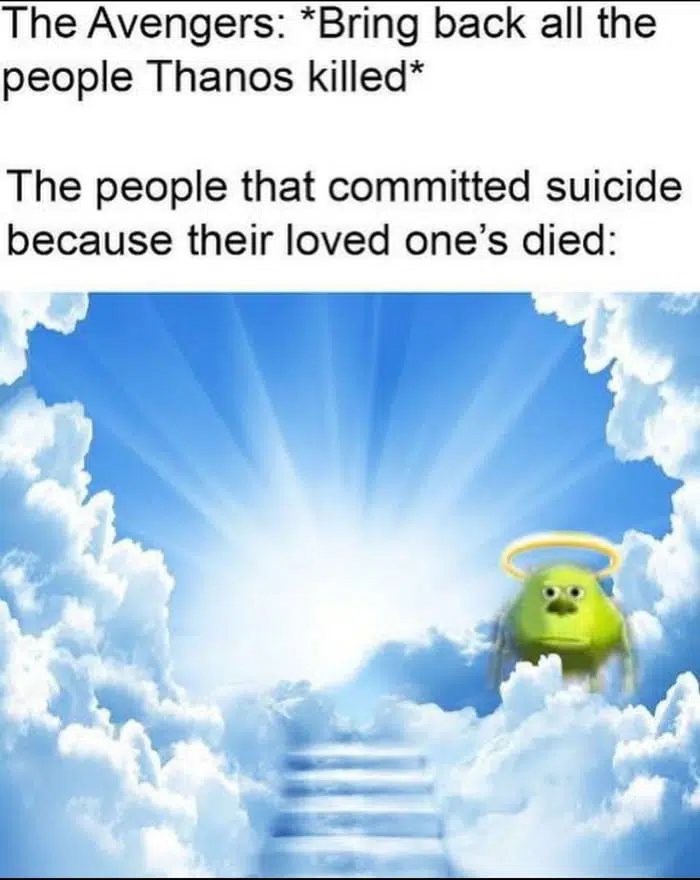 The Avengers: *Bring back all the
people Thanos killed*
The people that committed suicide
because their loved one's died: